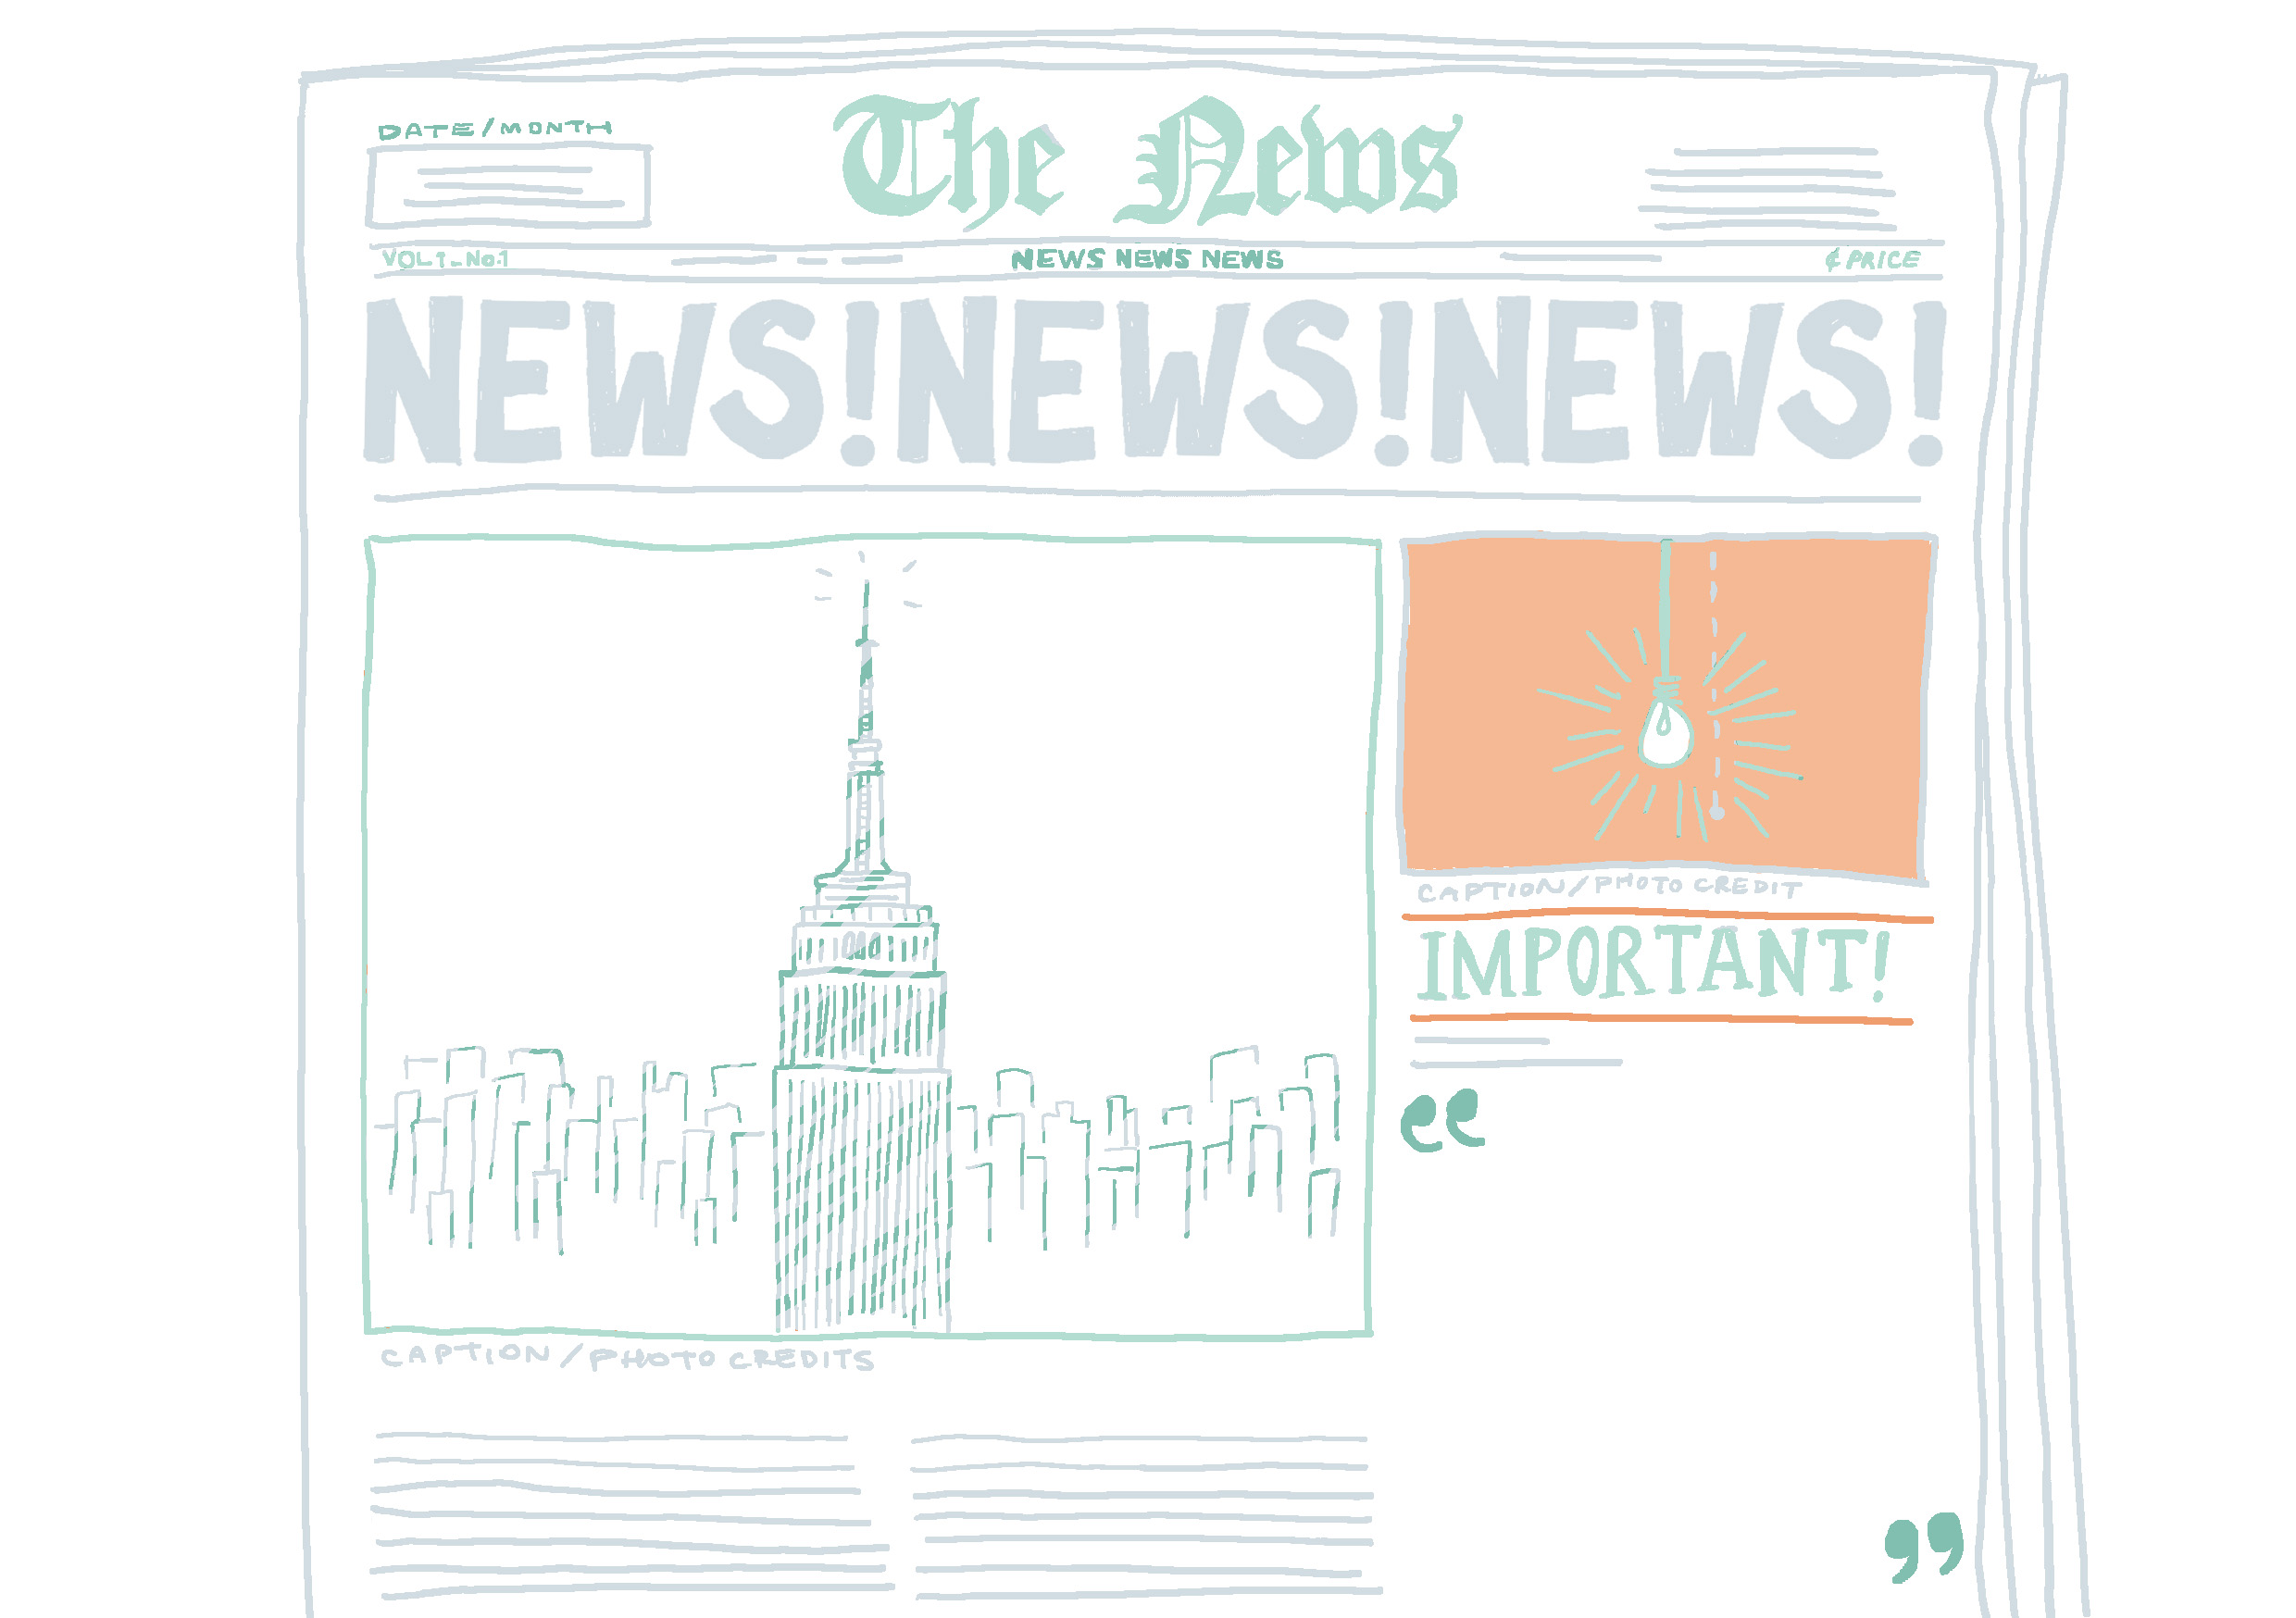 DATE/MONTH
The News
VOL 1 - No.1
NEWS NEWS NEWS
¢ PRICE
NEWS!NEWS!NEWS!
CAPTION/PHOTO CREDIT
IMPORTANT!
“
”
CAPTION/PHOTO CREDITS